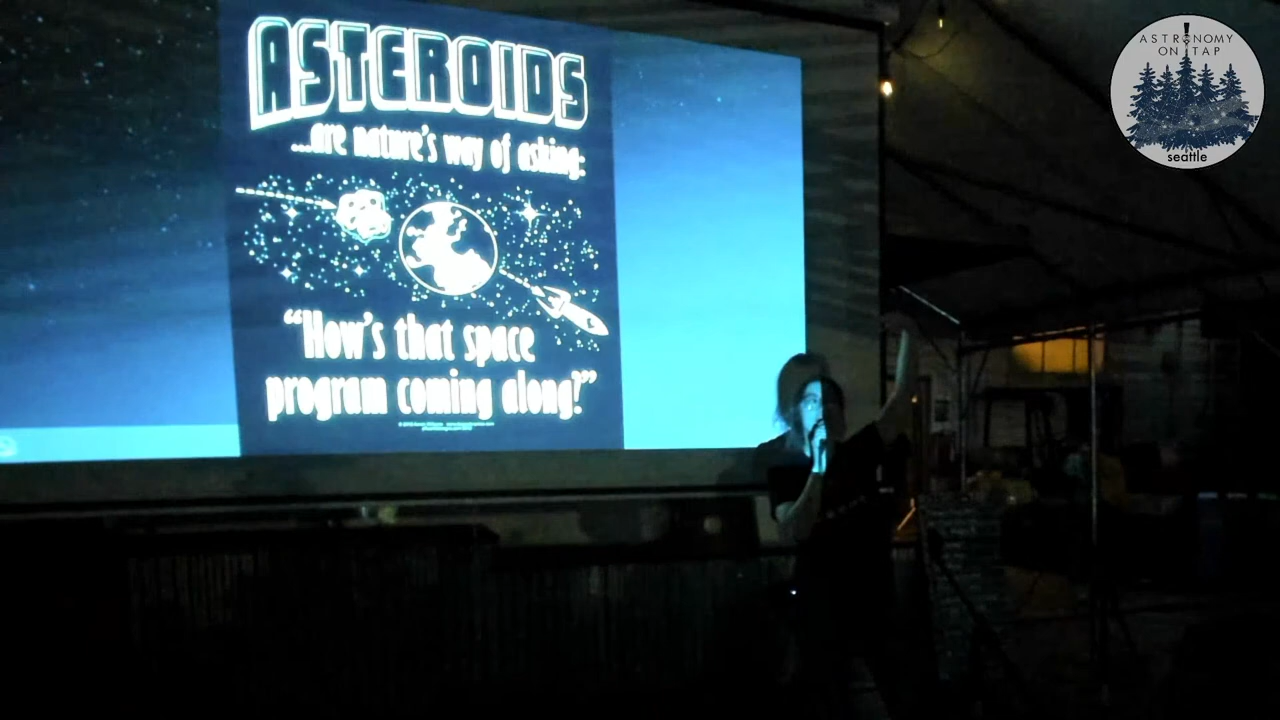 ASTEROIDS
...are nature's way of asking:
"How's that space
program coming along?"
ASTRONOMY
ON TAP
seattle